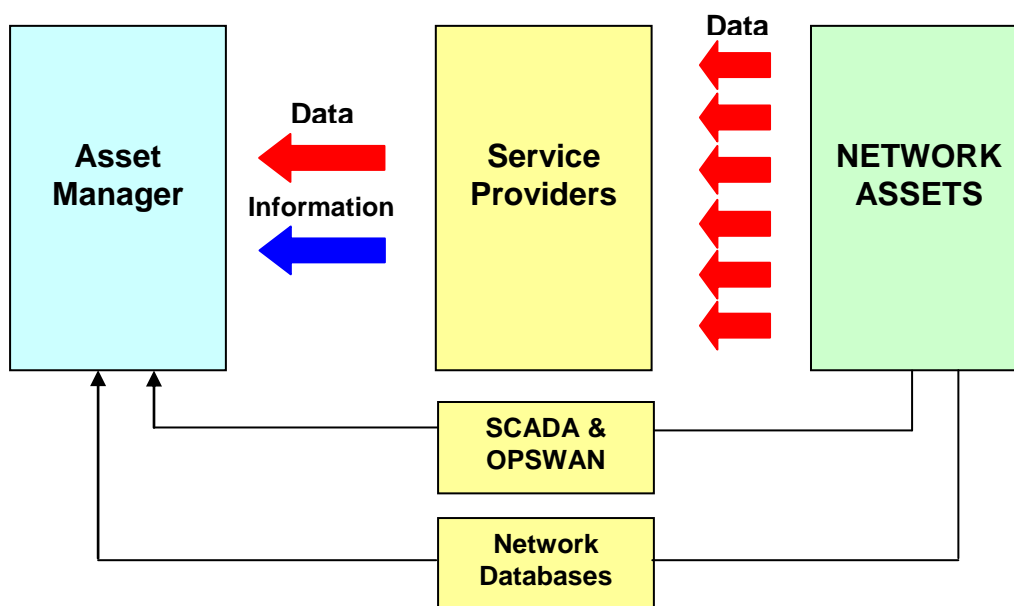 Data
Data
Asset
Manager
Information
Service
Providers
NETWORK
ASSETS
SCADA &
OPSWAN
Network
Databases